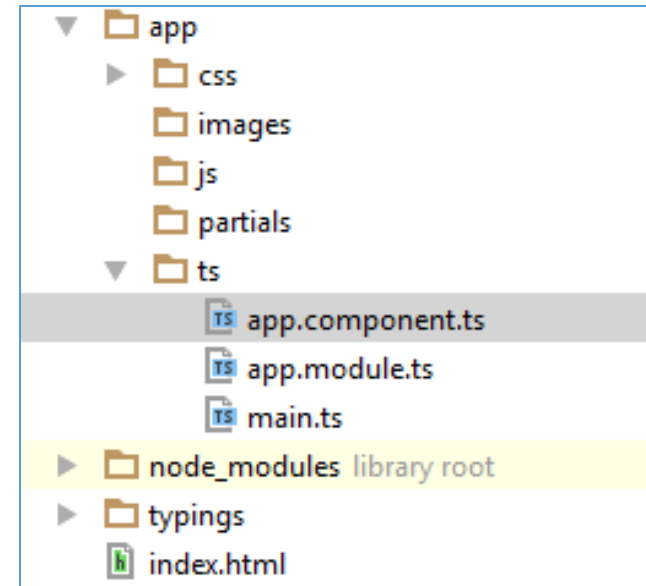 app
css
images
js
partials
ts
TS app.component.ts
TS app.module.ts
TS main.ts
node_modules library root
typings
h index.html